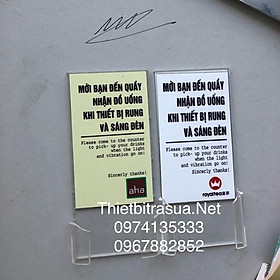 MỜI BẠN ĐẾN QUẦY
NHẬN ĐỒ UỐNG
KHI THIẾT BỊ RUNG
VÀ SÁNG ĐÈN
Please come to the counter
to pick- up your drinks
when the light
and vibration go on!
Sincerly thanks!
aha
MỜI BẠN ĐẾN QUẦY
NHẬN ĐỒ UỐNG
KHI THIẾT BỊ RUNG
VÀ SÁNG ĐÈN
Please come to the counter
to pick- up your drinks
when the light
and vibration go on!
Sincerly thanks!
royaltea
Thietbitrasua.Net
0974135333
0967882852